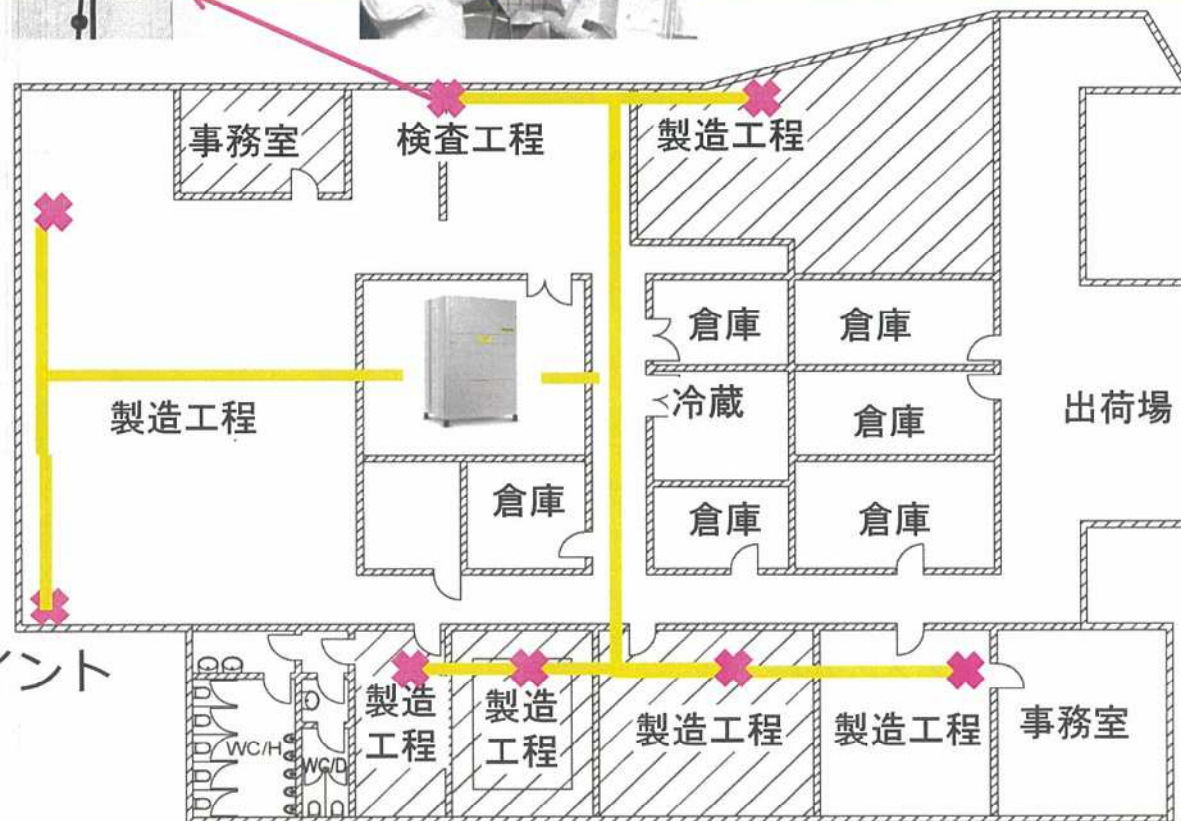 事務室
検査工程
製造工程
倉庫
倉庫
製造工程
冷蔵
倉庫
出荷場
倉庫
倉庫
倉庫
イント
製造
工程
製造
工程
製造工程
製造工程
事務室
WC/H
WC/D